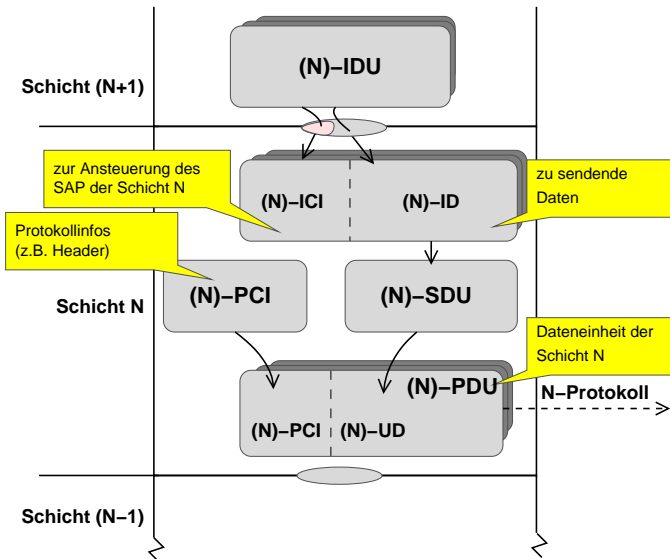 (N)–IDU
Schicht (N+1)
zur Ansteuerung des
SAP der Schicht N
(N)–ICI
(N)–ID
zu sendende
Daten
Protokollinfos
(z.B. Header)
Schicht N
(N)–PCI
(N)–SDU
Dateneinheit der
Schicht N
(N)–PDU
N–Protokoll
(N)–PCI
(N)–UD
Schicht (N–1)